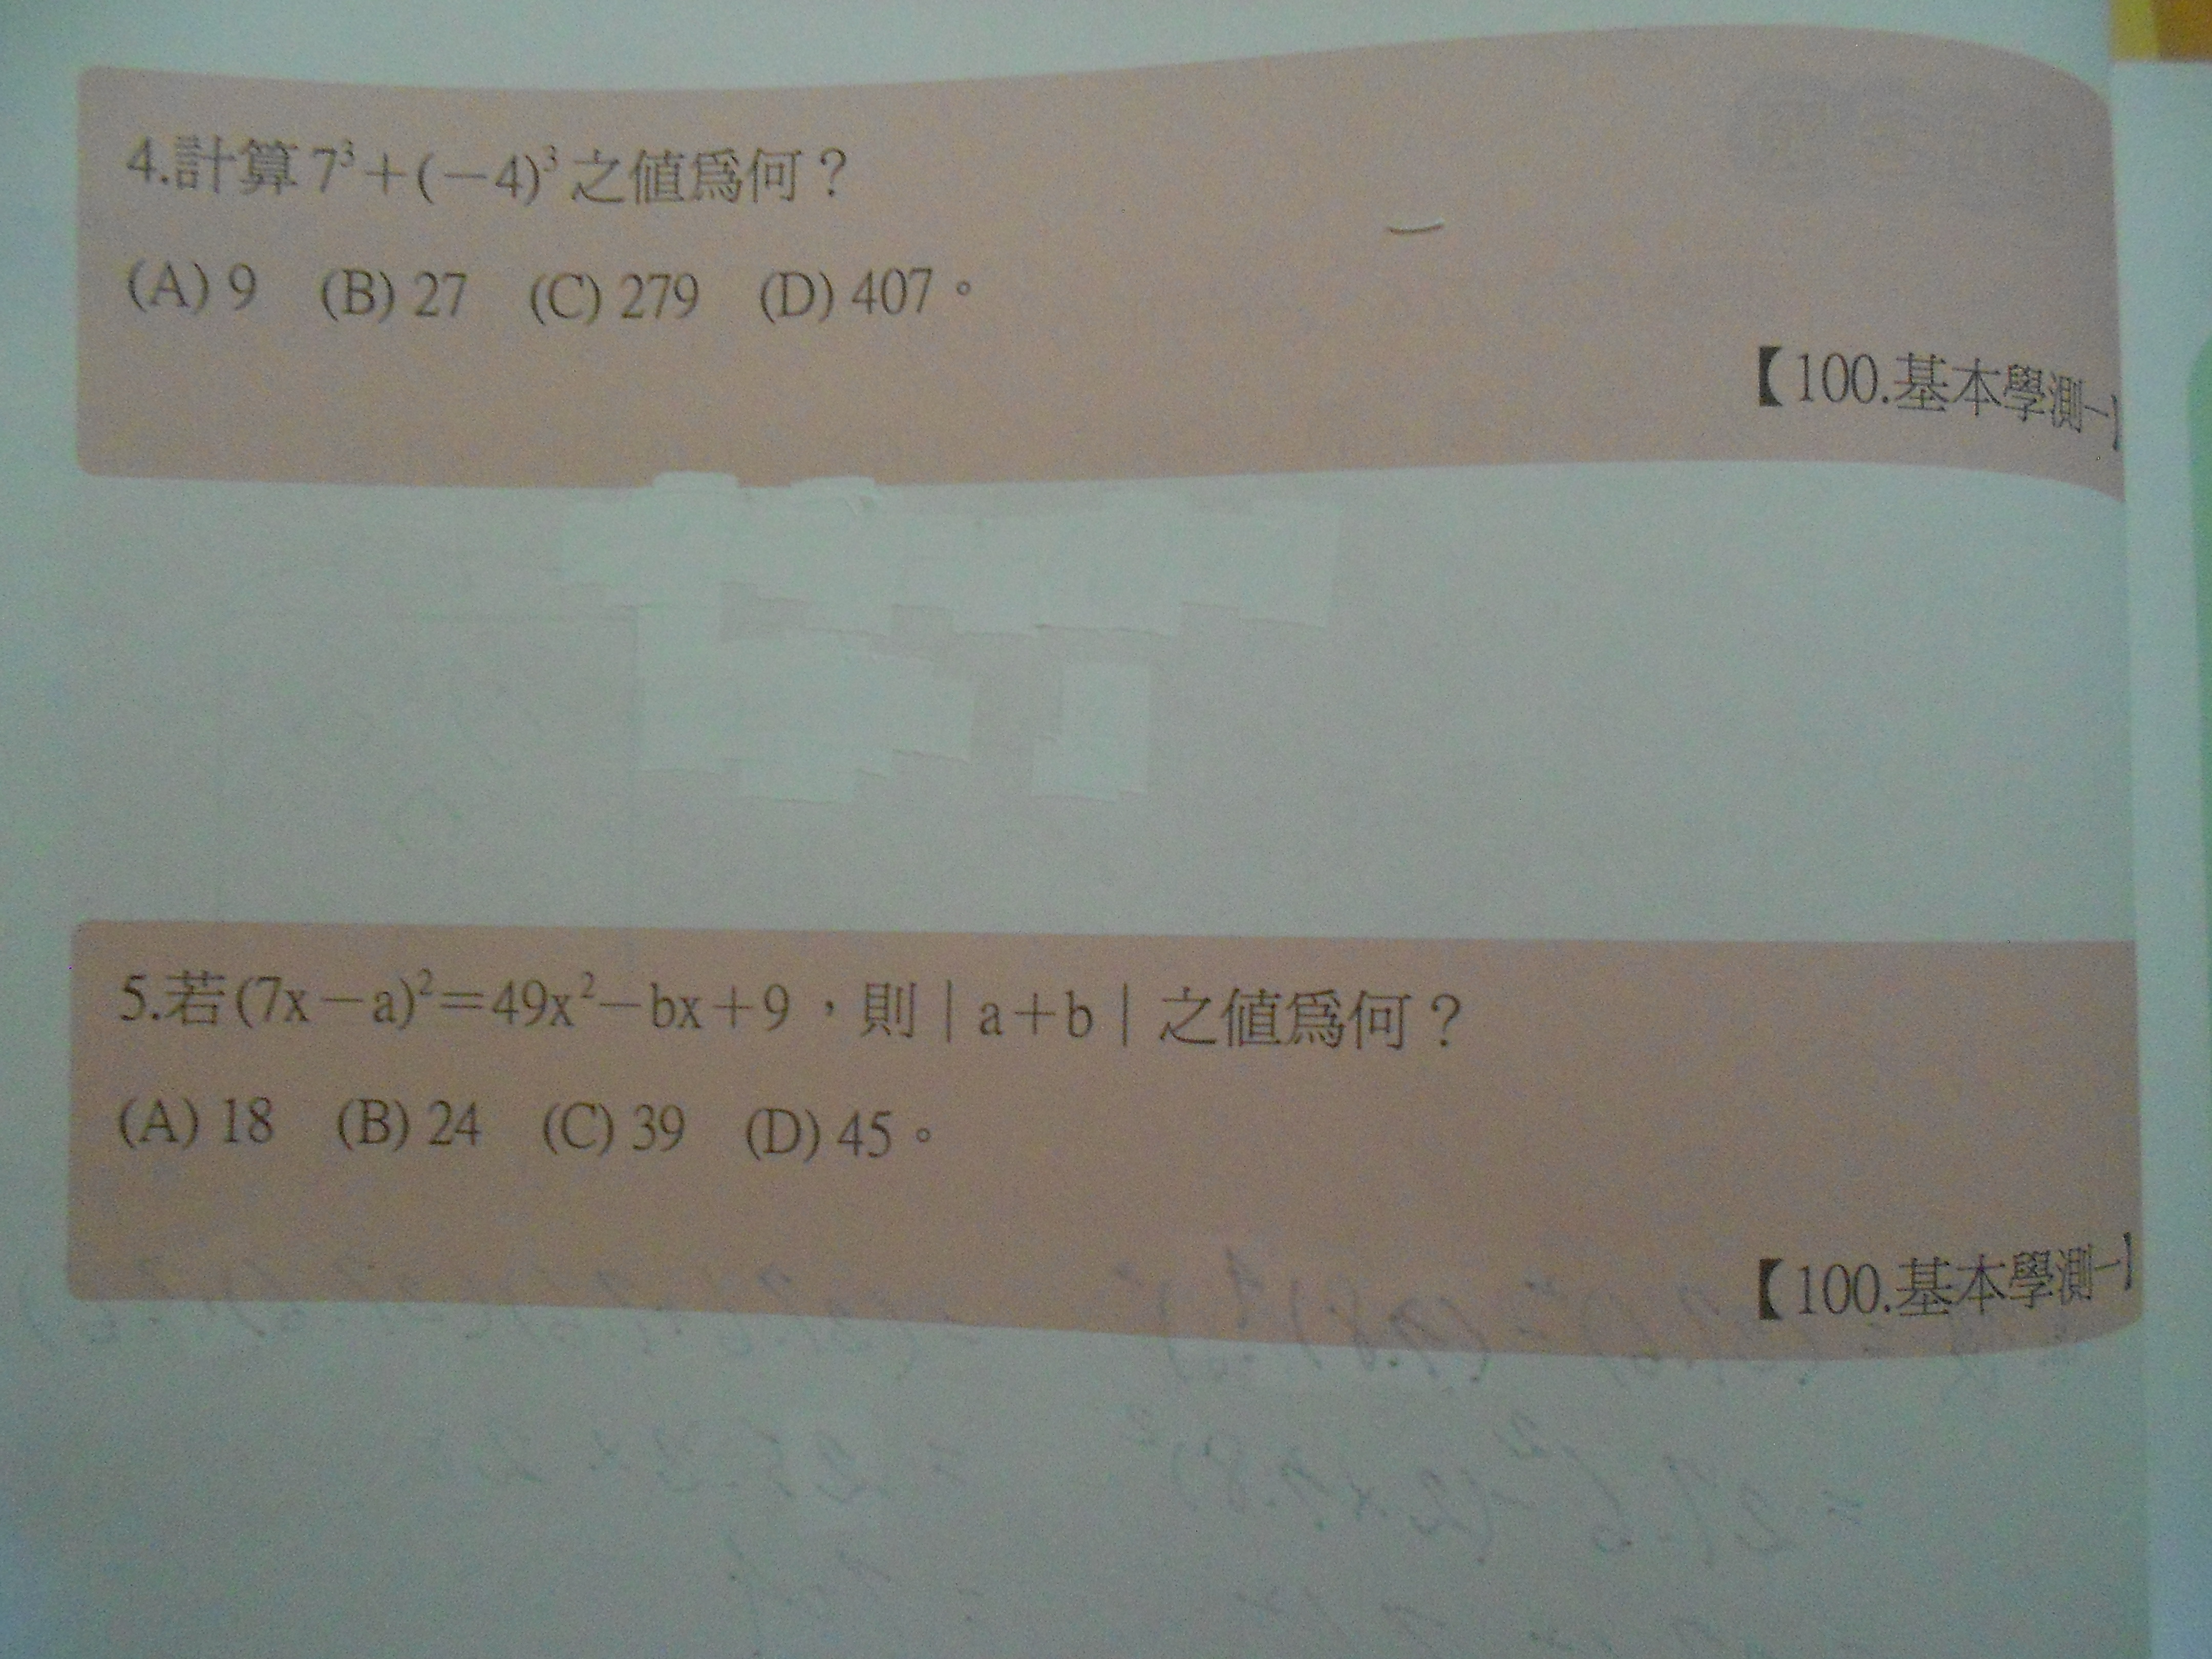 4.計算 7³＋(－4)³ 之值為何？
(A) 9 (B) 27 (C) 279 (D) 407。
【100.基本學測一】
5.若(7x－a)²＝49x²－bx＋9，則｜a＋b｜之值為何？
(A) 18 (B) 24 (C) 39 (D) 45。
【100.基本學測一】